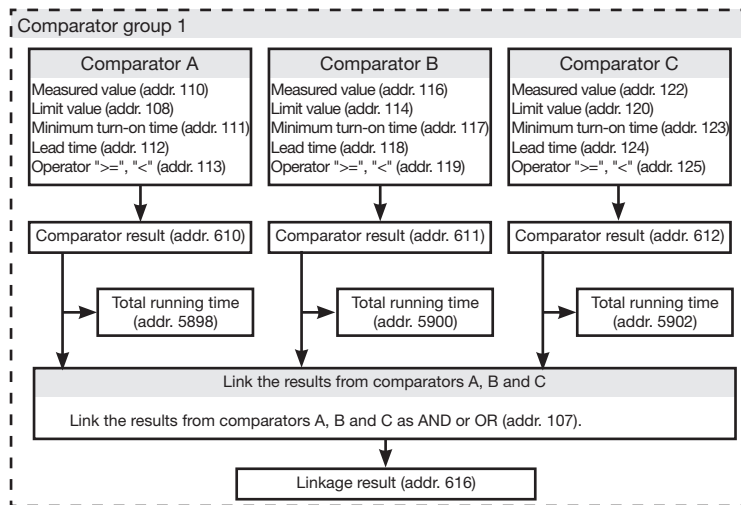 Comparator group 1
Comparator A
Measured value (addr. 110)
Limit value (addr. 108)
Minimum turn-on time (addr. 111)
Lead time (addr. 112)
Operator ">=", "<" (addr. 113)
Comparator B
Measured value (addr. 116)
Limit value (addr. 114)
Minimum turn-on time (addr. 117)
Lead time (addr. 118)
Operator ">=", "<" (addr. 119)
Comparator C
Measured value (addr. 122)
Limit value (addr. 120)
Minimum turn-on time (addr. 123)
Lead time (addr. 124)
Operator ">=", "<" (addr. 125)
Comparator result (addr. 610)
Comparator result (addr. 611)
Comparator result (addr. 612)
Total running time
(addr. 5898)
Total running time
(addr. 5900)
Total running time
(addr. 5902)
Link the results from comparators A, B and C
Link the results from comparators A, B and C as AND or OR (addr. 107).
Linkage result (addr. 616)